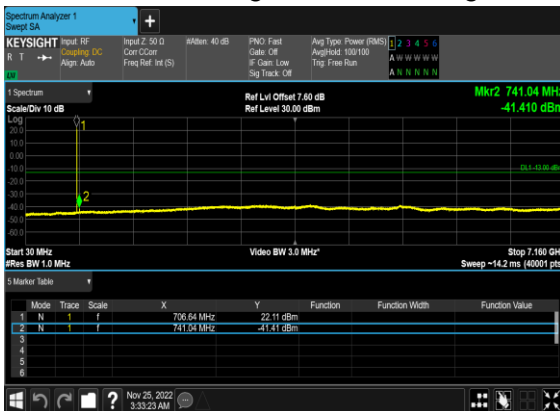 Spectrum Analyzer 1
Swept SA
KEYSIGHT Input: RF Input Z: 50 Ω #Atten: 40 dB PNO: Fast Avg Type: Power (RMS) 1 2 3 4 5 6
R T Coupling: DC Corr CCorr Gate: Off Avg|Hold: 100/100 A W W W W W
Align: Auto Freq Ref: Int (S) IF Gain: Low Trig: Free Run
Sig Track: Off A N N N N N
LV
1 Spectrum Ref Lvl Offset 7.60 dB Mkr2 741.04 MHz
Scale/Div 10 dB Ref Level 30.00 dBm -41.410 dBm
Log
20.0
10.0
0.00
-10.0
-20.0
-30.0
-40.0
-50.0
-60.0
1
2
DL1 -13.00 dBm
Start 30 MHz Video BW 3.0 MHz* Stop 7.160 GHz
#Res BW 1.0 MHz Sweep ~14.2 ms (40001 pts)
5 Marker Table
Mode Trace Scale X Y Function Function Width Function Value
1 N 1 f 706.64 MHz 22.11 dBm
2 N 1 f 741.04 MHz -41.41 dBm
3
4
5
6
? Nov 25, 2022
3:33:23 AM